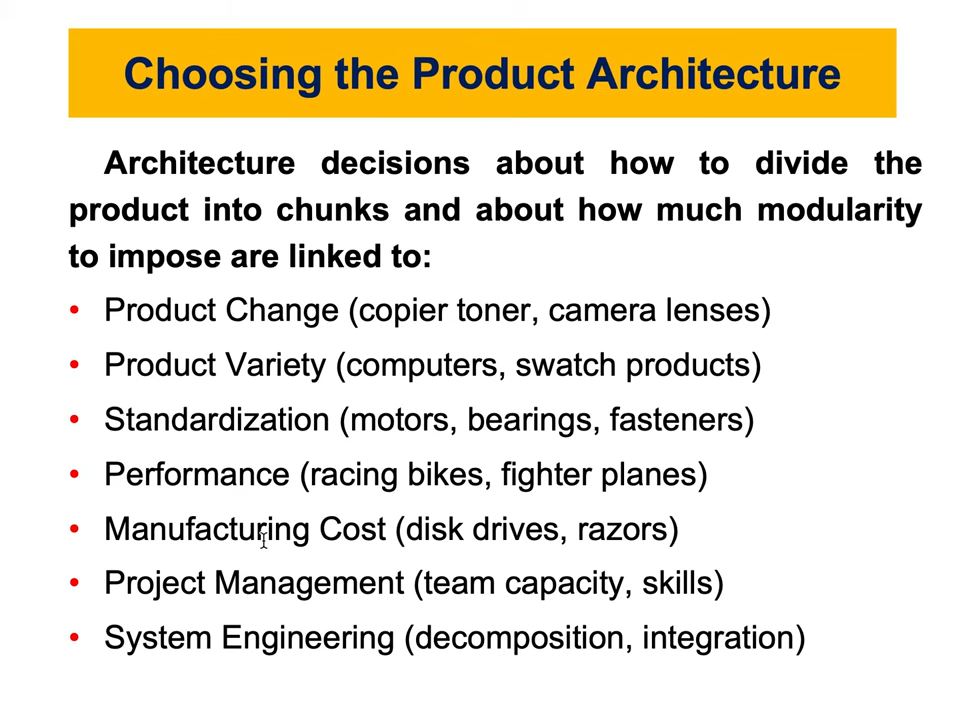 Choosing the Product Architecture
Architecture decisions about how to divide the
product into chunks and about how much modularity
to impose are linked to:
• Product Change (copier toner, camera lenses)
• Product Variety (computers, swatch products)
• Standardization (motors, bearings, fasteners)
• Performance (racing bikes, fighter planes)
• Manufacturing Cost (disk drives, razors)
• Project Management (team capacity, skills)
• System Engineering (decomposition, integration)